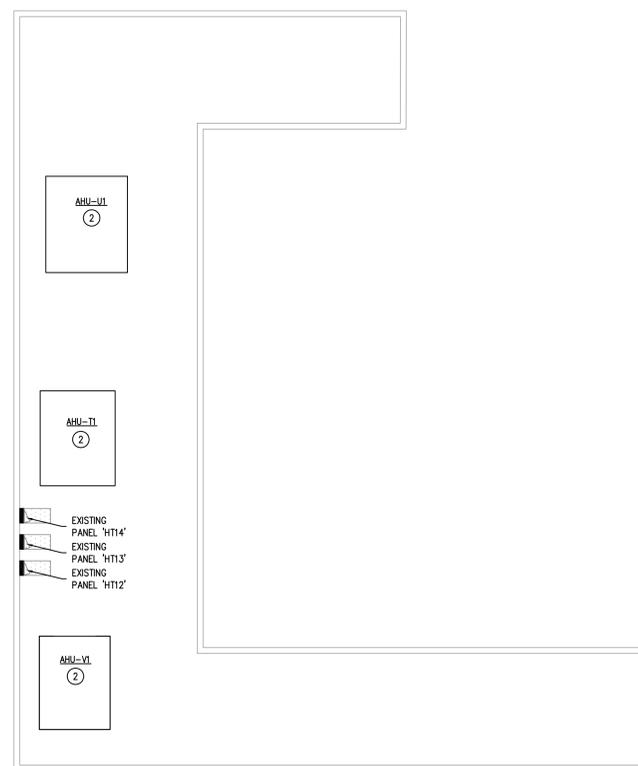 AHU-U1
2
AHU-T1
2
EXISTING
PANEL 'HT14'
EXISTING
PANEL 'HT13'
EXISTING
PANEL 'HT12'
AHU-V1
2